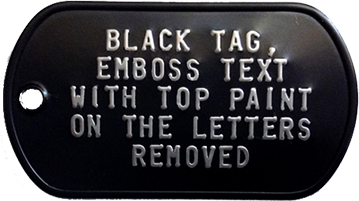 BLACK TAG,
EMBOSS TEXT
WITH TOP PAINT
ON THE LETTERS
REMOVED